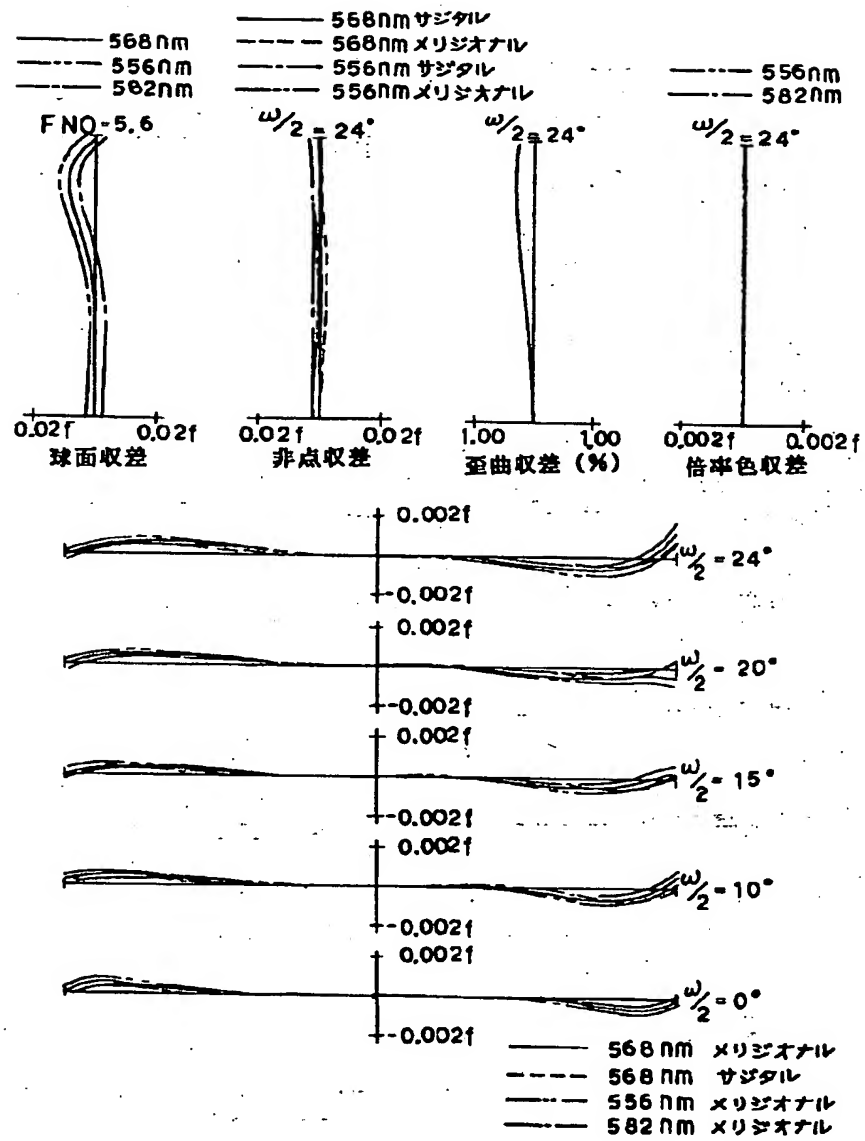 568nm
556nm
582nm
568nm サジタル
568nm メリジオナル
556nm サジタル
556nm メリジオナル
556nm
582nm
FNO=5.6
ω/2=24°
ω/2=24°
ω/2=24°
0.02f 0.02f
球面収差
0.02f 0.02f
非点収差
1.00 1.00
歪曲収差(%)
0.002f 0.002f
倍率色収差
0.002f
ω/2=24°
-0.002f
0.002f
ω/2=20°
-0.002f
0.002f
ω/2=15°
-0.002f
0.002f
ω/2=10°
-0.002f
0.002f
ω/2=0°
-0.002f
568nm メリジオナル
568nm サジタル
556nm メリジオナル
582nm メリジオナル